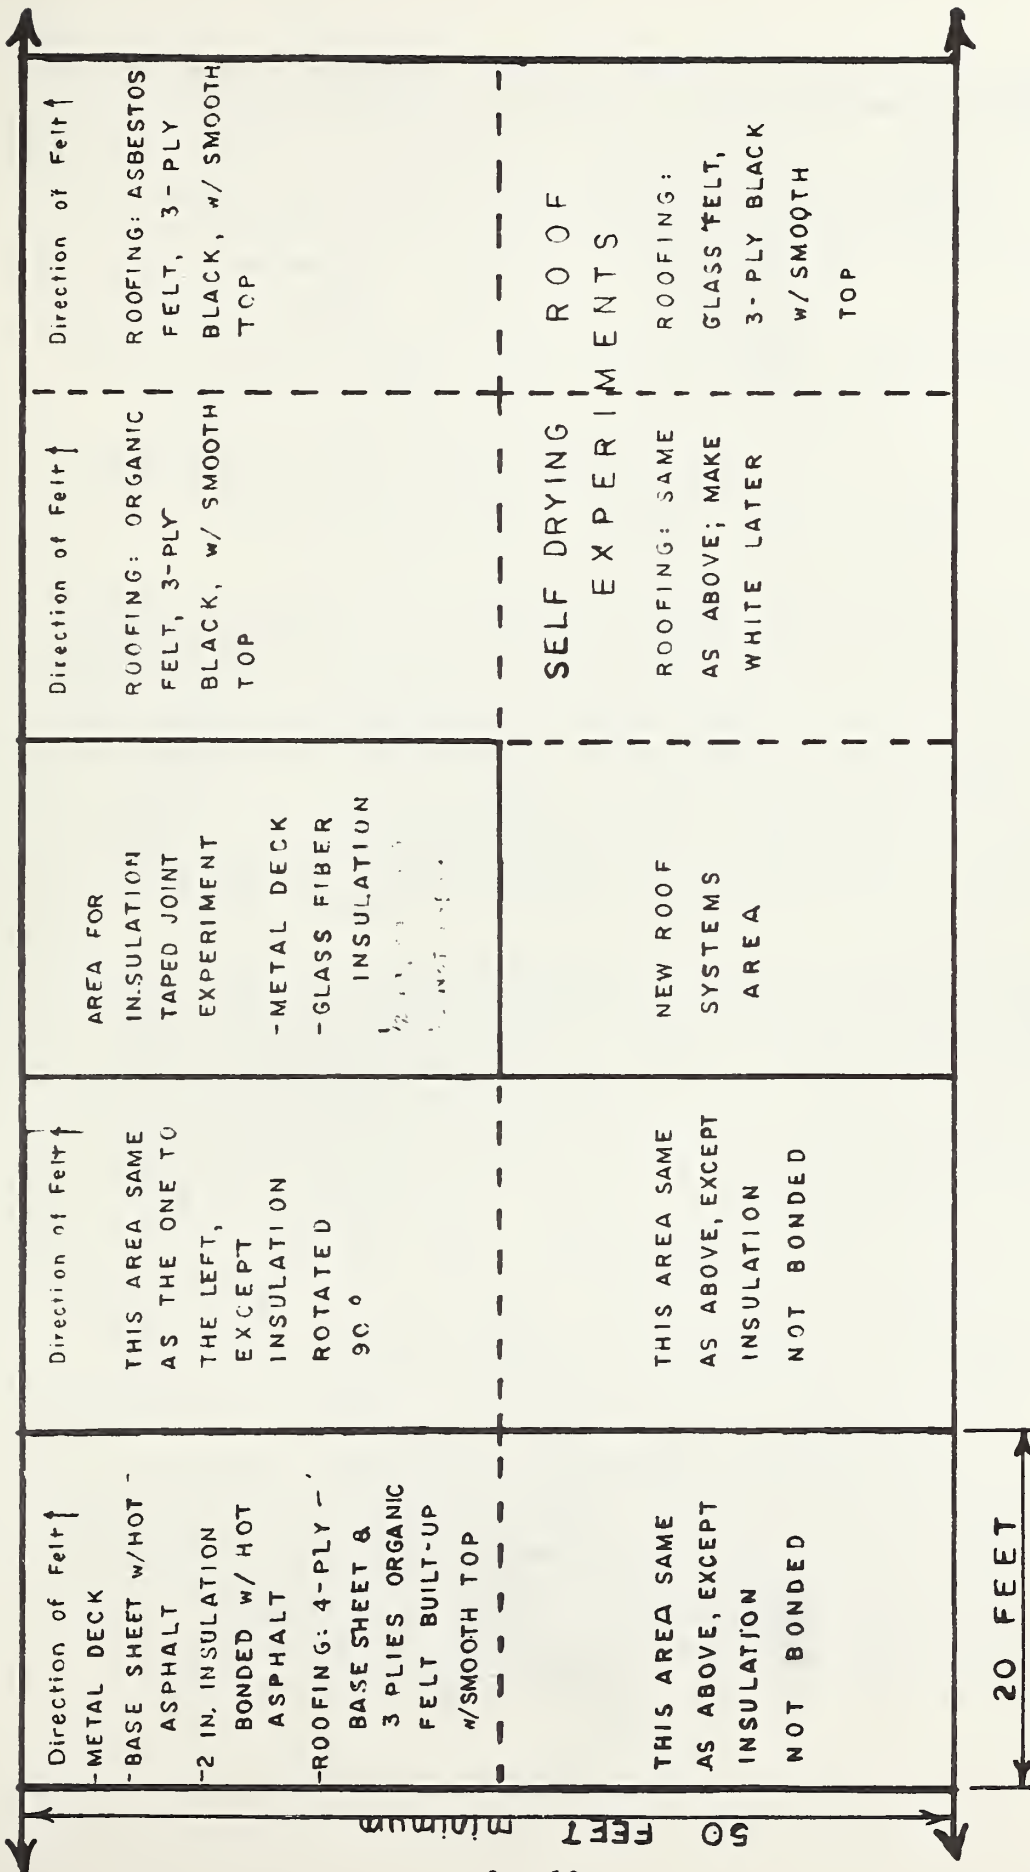 Direction of Felt ↑
-METAL DECK
-BASE SHEET w/HOT-
ASPHALT
-2 IN. INSULATION
BONDED w/ HOT
ASPHALT
-ROOFING: 4-PLY -
BASE SHEET &
3 PLIES ORGANIC
FELT BUILT-UP
w/SMOOTH TOP
Direction of Felt ↑
THIS AREA SAME
AS THE ONE TO
THE LEFT,
EXCEPT
INSULATION
ROTATED
90°
AREA FOR
INSULATION
TAPED JOINT
EXPERIMENT
-METAL DECK
-GLASS FIBER
INSULATION
Direction of Felt ↑
ROOFING: ORGANIC
FELT, 3-PLY
BLACK, w/ SMOOTH
TOP
Direction of Felt ↑
ROOFING: ASBESTOS
FELT, 3-PLY
BLACK, w/ SMOOTH
TOP
THIS AREA SAME
AS ABOVE, EXCEPT
INSULATION
NOT BONDED
THIS AREA SAME
AS ABOVE, EXCEPT
INSULATION
NOT BONDED
NEW ROOF
SYSTEMS
AREA
SELF DRYING ROOF
EXPERIMENTS
ROOFING: SAME
AS ABOVE; MAKE
WHITE LATER
ROOFING:
GLASS FELT,
3-PLY BLACK
w/SMOOTH
TOP
50 FEET minimum
20 FEET